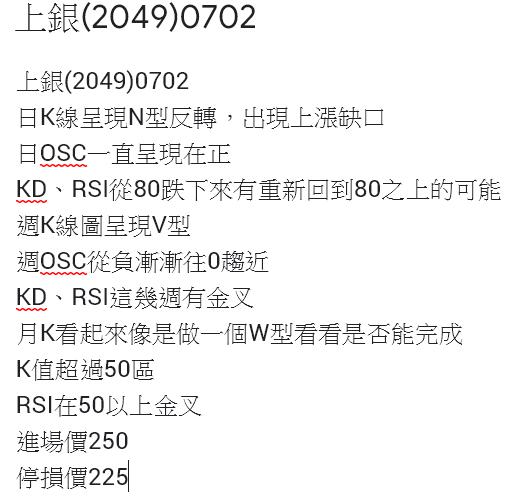 上銀(2049)0702
上銀(2049)0702
日K線呈現N型反轉，出現上漲缺口
日OSC一直呈現在正
KD、RSI從80跌下來有重新回到80之上的可能
週K線圖呈現V型
週OSC從負漸漸往0趨近
KD、RSI這幾週有金叉
月K看起來像是做一個W型看看是否能完成
K值超過50區
RSI在50以上金叉
進場價250
停損價225